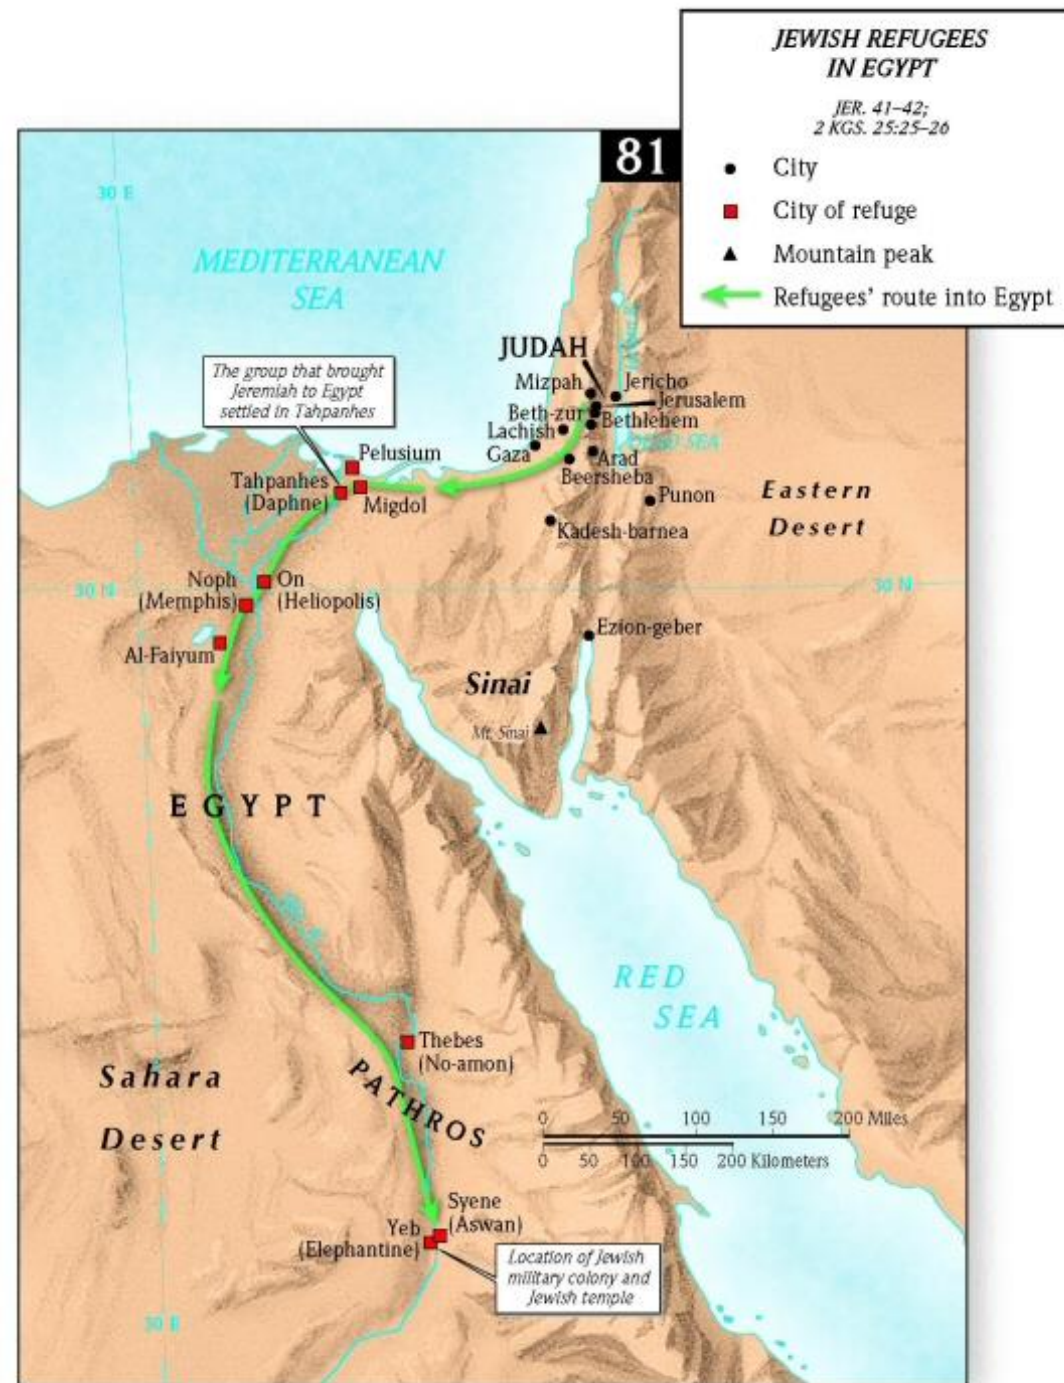 JEWISH REFUGEES
IN EGYPT
JER. 41–42;
2 KGS. 25:25–26
City
City of refuge
Mountain peak
Refugees' route into Egypt
81
30 E
MEDITERRANEAN
SEA
JUDAH
The group that brought
Jeremiah to Egypt
settled in Tahpanhes
Mizpah
Jericho
Jerusalem
Beth-zur
Bethlehem
Lachish
SEA
Gaza
Arad
Beersheba
Pelusium
Tahpanhes
(Daphne)
Migdol
Punon
Eastern
Desert
Kadesh-barnea
30 N
Noph
(Memphis)
On
(Heliopolis)
30 N
Al-Faiyum
Ezion-geber
Sinai
Mt. Sinai
EGYPT
RED
SEA
Thebes
(No-amon)
Sahara
Desert
PATHROS
0 50 100 150 200 Miles
0 50 100 150 200 Kilometers
Syene
(Aswan)
Yeb
(Elephantine)
Location of Jewish
military colony and
Jewish temple
30 E